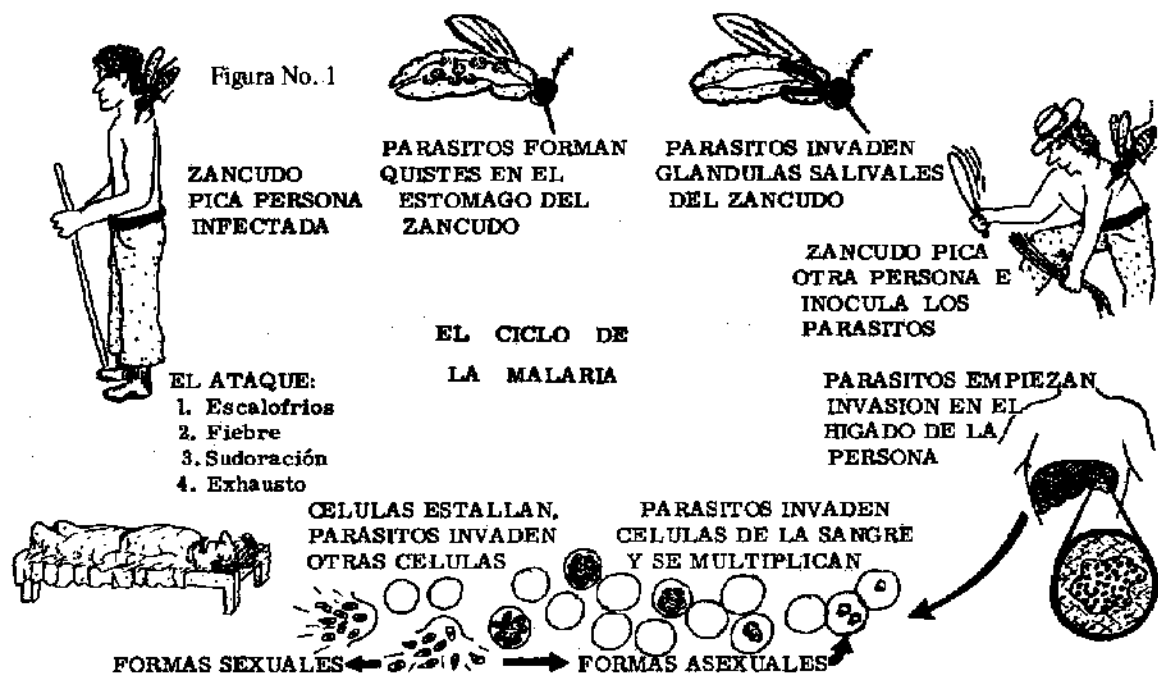 Figura No. 1
ZANCUDO
PICA PERSONA
INFECTADA
PARASITOS FORMAN
QUISTES EN EL
ESTOMAGO DEL
ZANCUDO
PARASITOS INVADEN
GLANDULAS SALIVALES
DEL ZANCUDO
ZANCUDO PICA
OTRA PERSONA E
INOCULA LOS
PARASITOS
EL CICLO DE
LA MALARIA
PARASITOS EMPIEZAN
INVASION EN EL
HIGADO DE LA
PERSONA
EL ATAQUE:
1. Escalofrios
2. Fiebre
3. Sudoración
4. Exhausto
CELULAS ESTALLAN,
PARASITOS INVADEN
OTRAS CELULAS
PARASITOS INVADEN
CELULAS DE LA SANGRE
Y SE MULTIPLICAN
FORMAS SEXUALES
FORMAS ASEXUALES